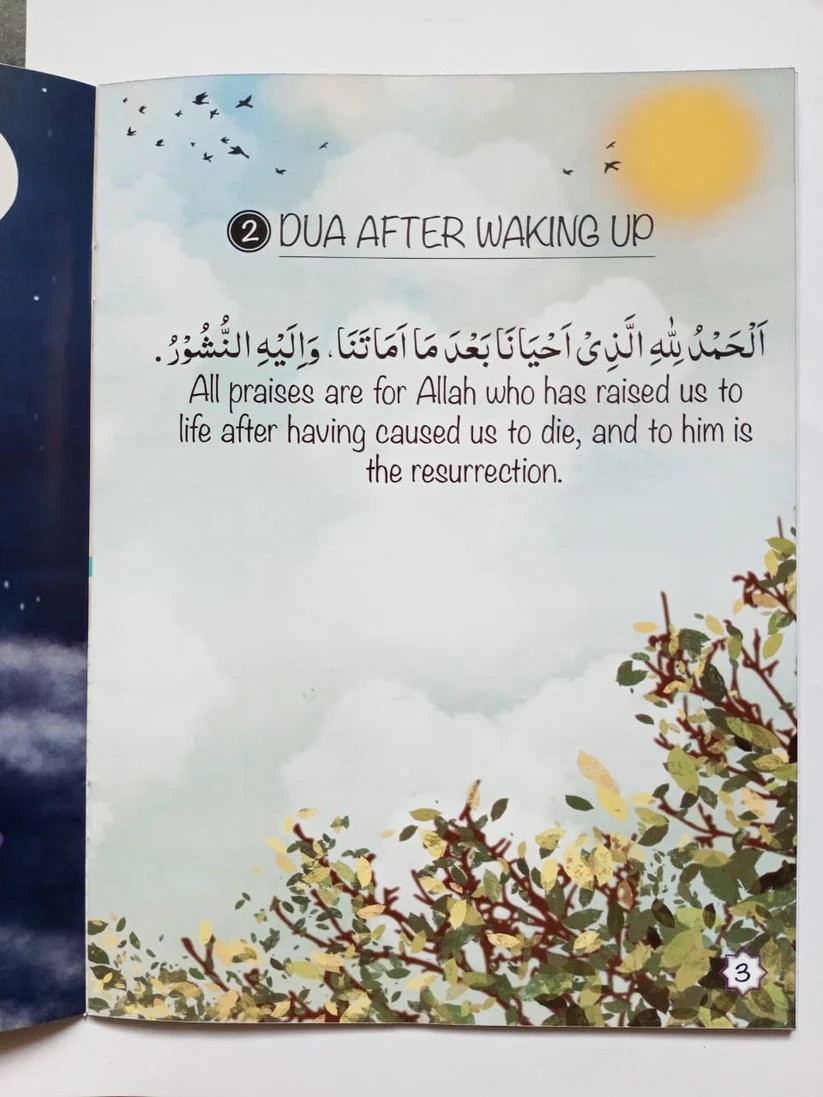 2 DUA AFTER WAKING UP
اَلْحَمْدُ لِلّٰهِ الَّذِىْ اَحْيَانَا بَعْدَ مَا اَمَاتَنَا، وَاِلَيْهِ النُّشُوْرُ.
All praises are for Allah who has raised us to
life after having caused us to die, and to him is
the resurrection.
3